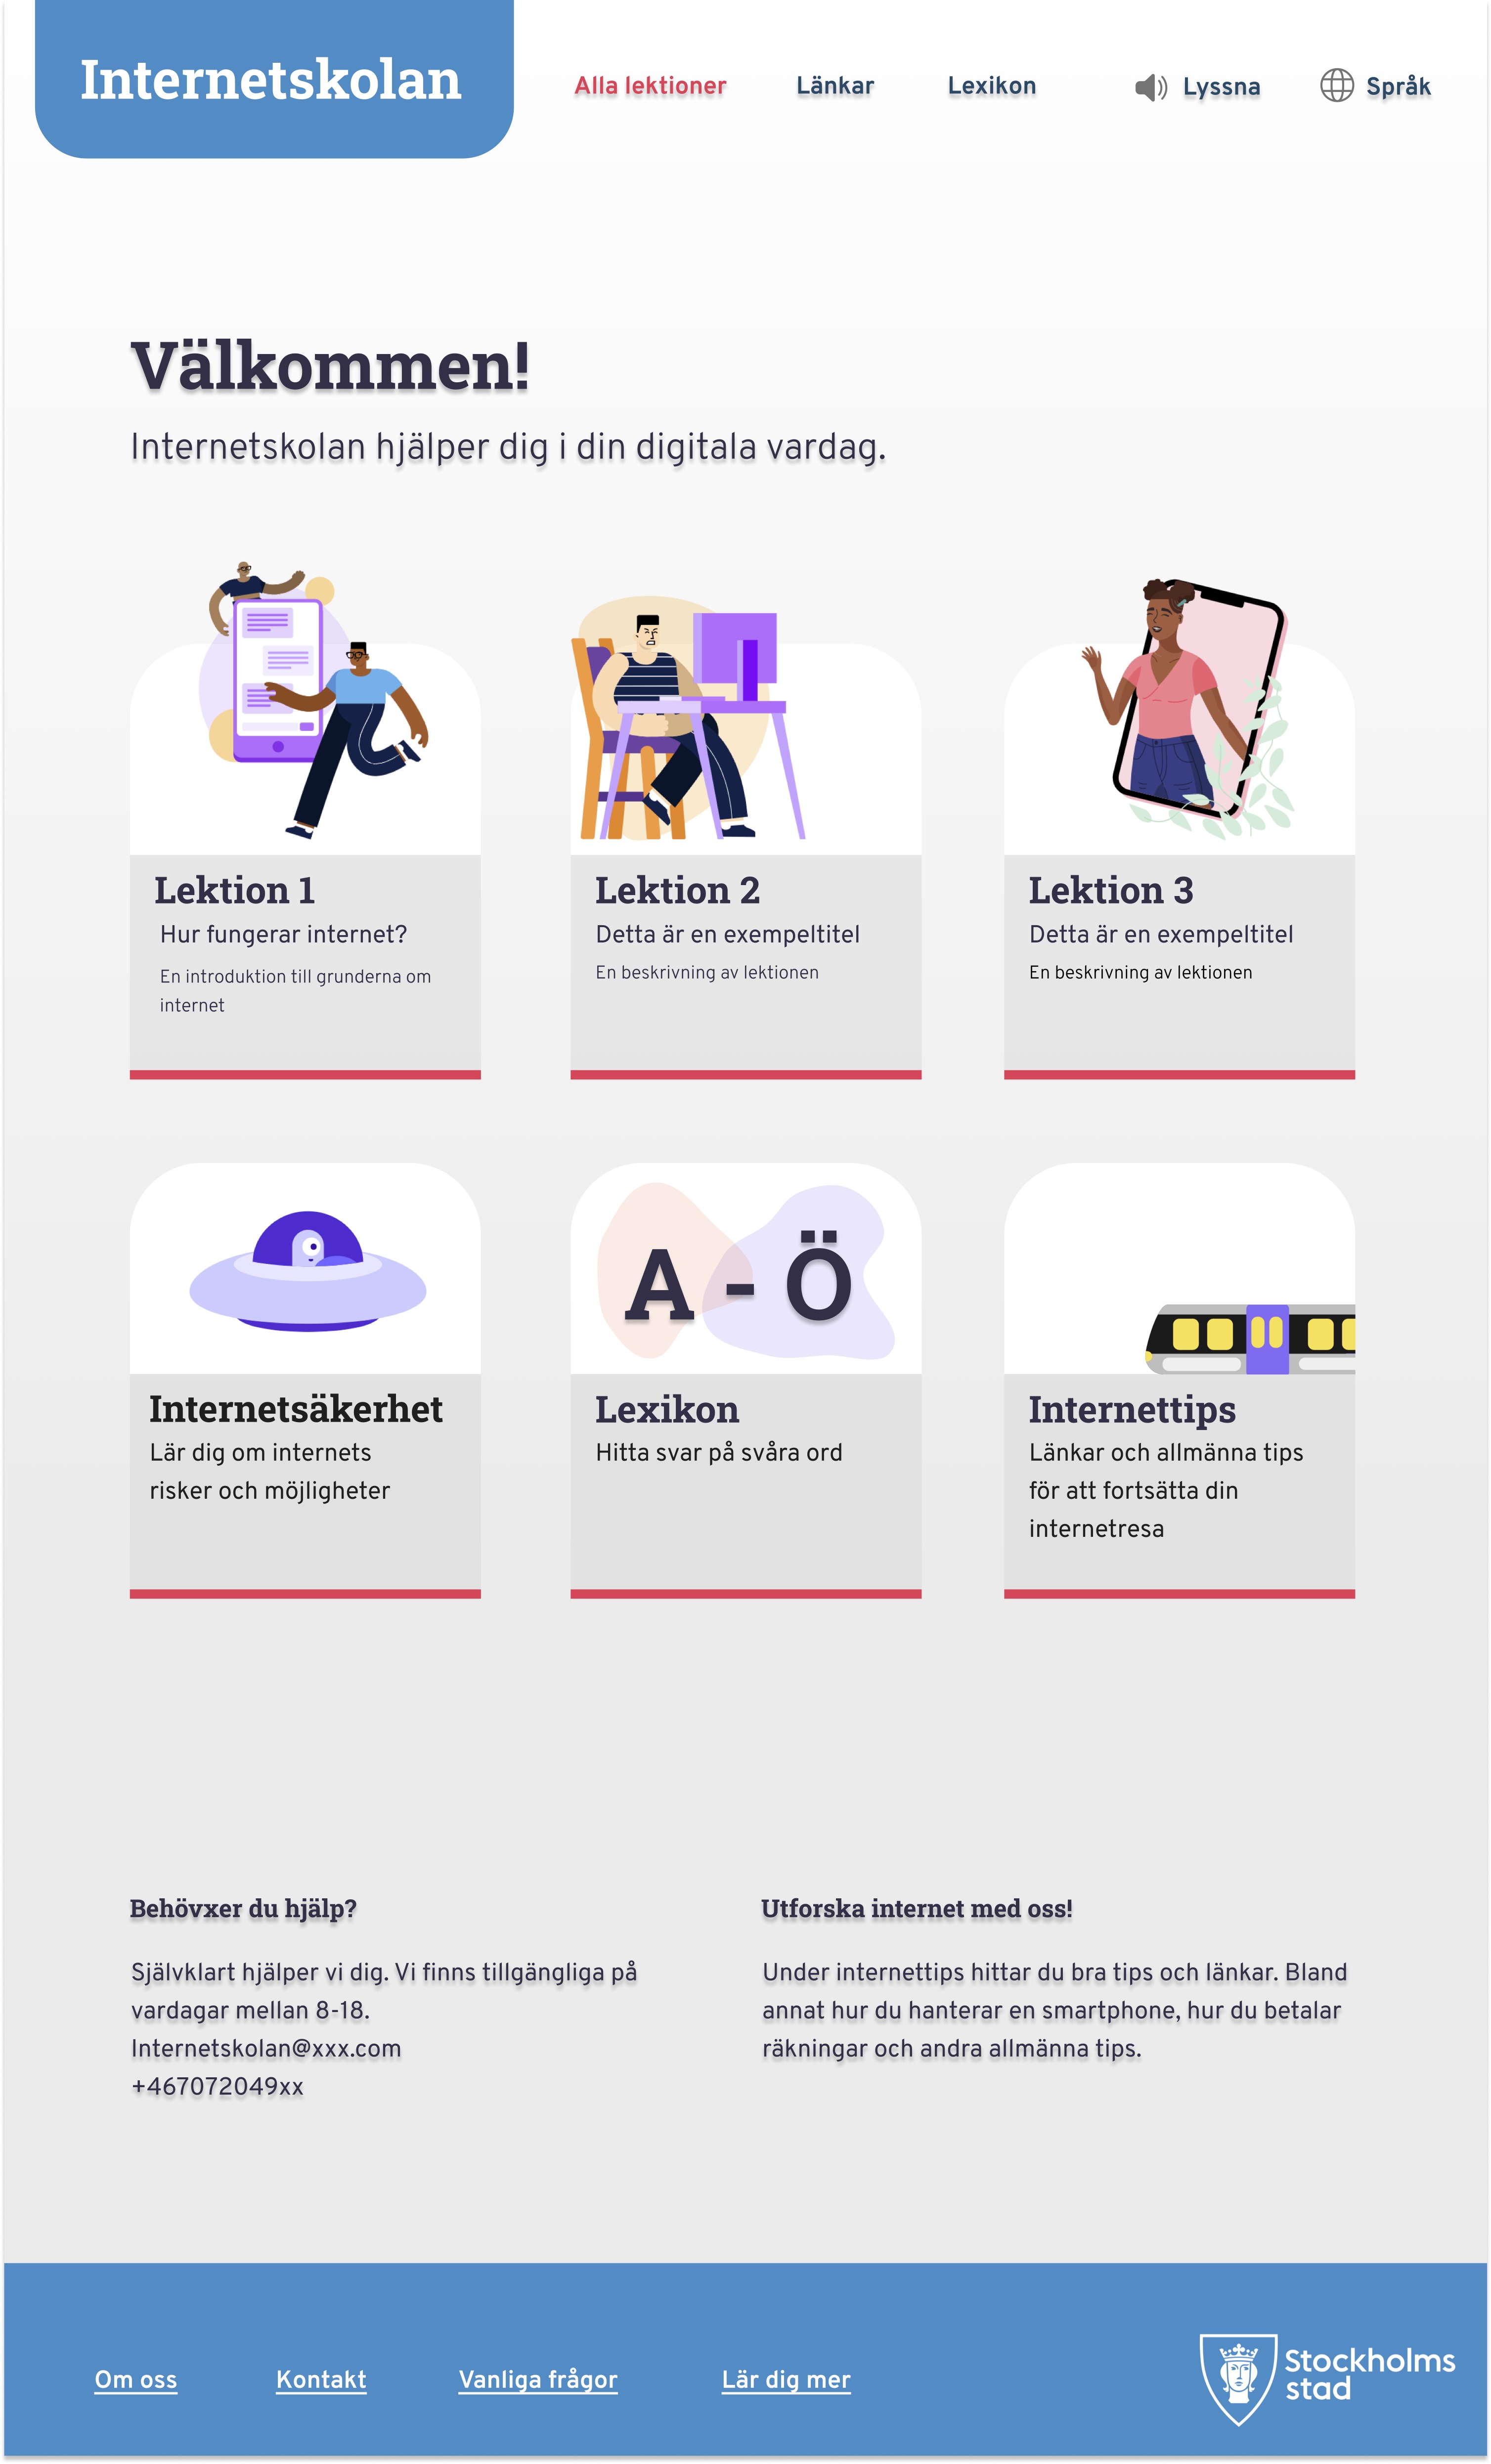 Internetskolan
Alla lektioner
Länkar
Lexikon
Lyssna
Språk
Välkommen!
Internetskolan hjälper dig i din digitala vardag.
Lektion 1
Hur fungerar internet?
En introduktion till grunderna om
internet
Lektion 2
Detta är en exempeltitel
En beskrivning av lektionen
Lektion 3
Detta är en exempeltitel
En beskrivning av lektionen
Internetsäkerhet
Lär dig om internets
risker och möjligheter
A - Ö
Lexikon
Hitta svar på svåra ord
Internettips
Länkar och allmänna tips
för att fortsätta din
internetresa
Behövxer du hjälp?
Självklart hjälper vi dig. Vi finns tillgängliga på
vardagar mellan 8-18.
Internetskolan@xxx.com
+467072049xx
Utforska internet med oss!
Under internettips hittar du bra tips och länkar. Bland
annat hur du hanterar en smartphone, hur du betalar
räkningar och andra allmänna tips.
Om oss
Kontakt
Vanliga frågor
Lär dig mer
Stockholms
stad